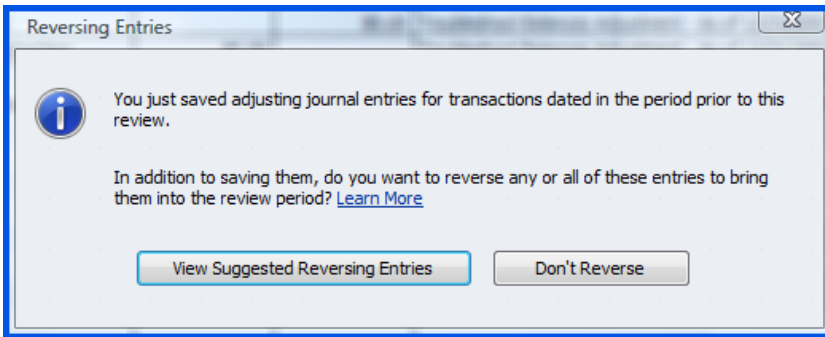 Reversing Entries
You just saved adjusting journal entries for transactions dated in the period prior to this
review.
In addition to saving them, do you want to reverse any or all of these entries to bring
them into the review period? Learn More
View Suggested Reversing Entries
Don't Reverse